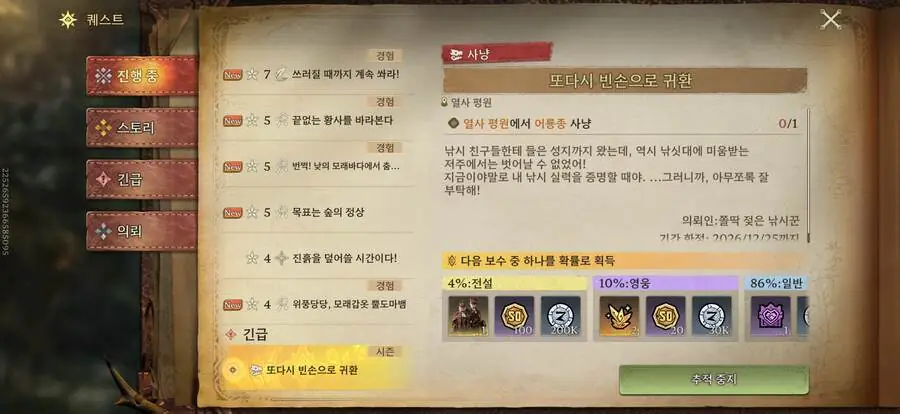 퀘스트
진행 중
스토리
긴급
의뢰
경험
New 7 쓰러질 때까지 계속 쏴라!
경험
New 5 끝없는 황사를 바라본다
경험
New 5 번쩍! 낮의 모래바다에서 춤...
New 5 목표는 숲의 정상
4 진흙을 덮어쓸 시간이다!
경험
New 4 위풍당당, 모래갑옷 뿔도마뱀
긴급
시즌
또다시 빈손으로 귀환
사냥
또다시 빈손으로 귀환
열사 평원
열사 평원에서 어룡종 사냥 0/1
낚시 친구들한테 들은 성지까지 왔는데, 역시 낚싯대에 미움받는
저주에서는 벗어날 수 없었어!
지금이야말로 내 낚시 실력을 증명할 때야. ...그러니까, 아무쪼록 잘
부탁해!
의뢰인:쫄딱 젖은 낚시꾼
기간 한정: 2026/12/25까지
다음 보수 중 하나를 확률로 획득
4%:전설
10%:영웅
86%:일반
1 100 200K
2 20 30K
1
추적 중지
22526592366585095